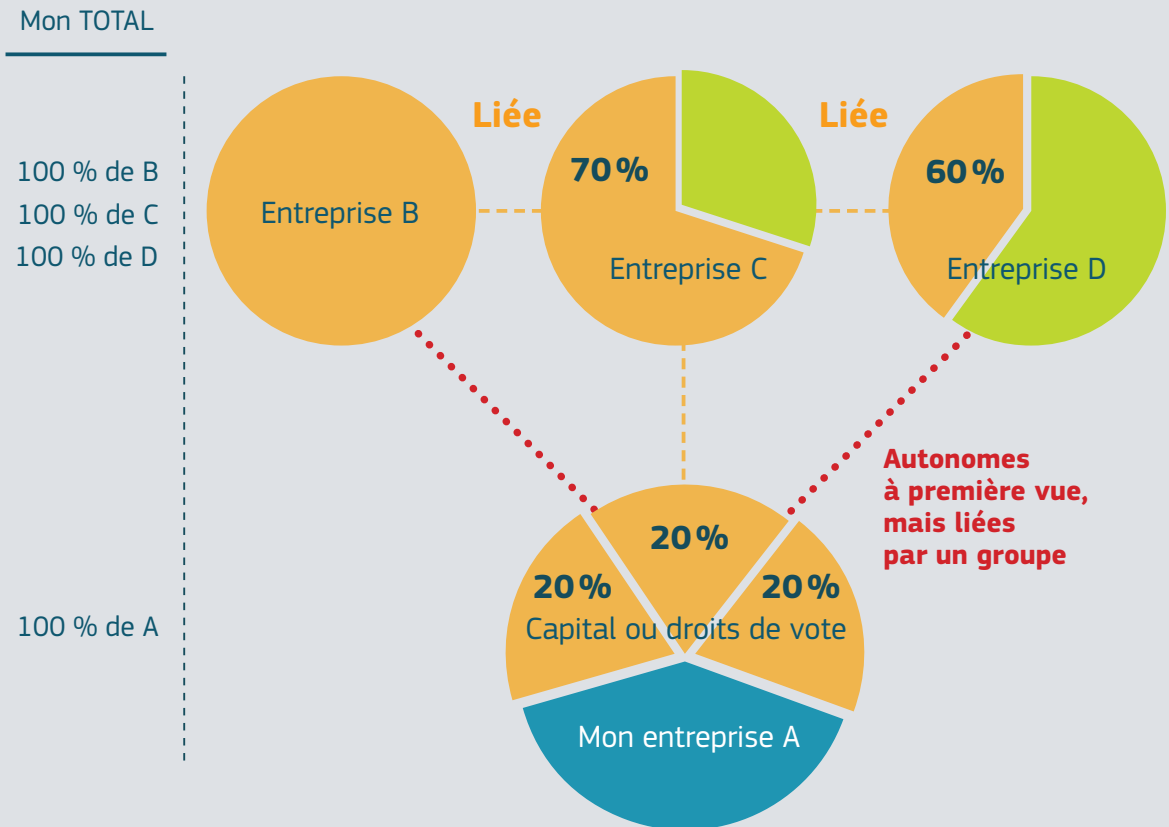 Mon TOTAL
Liée
Liée
70 %
60 %
100 % de B
100 % de C
100 % de D
Entreprise B
Entreprise C
Entreprise D
Autonomes
à première vue,
mais liées
par un groupe
20 %
20 %
20 %
100 % de A
Capital ou droits de vote
Mon entreprise A